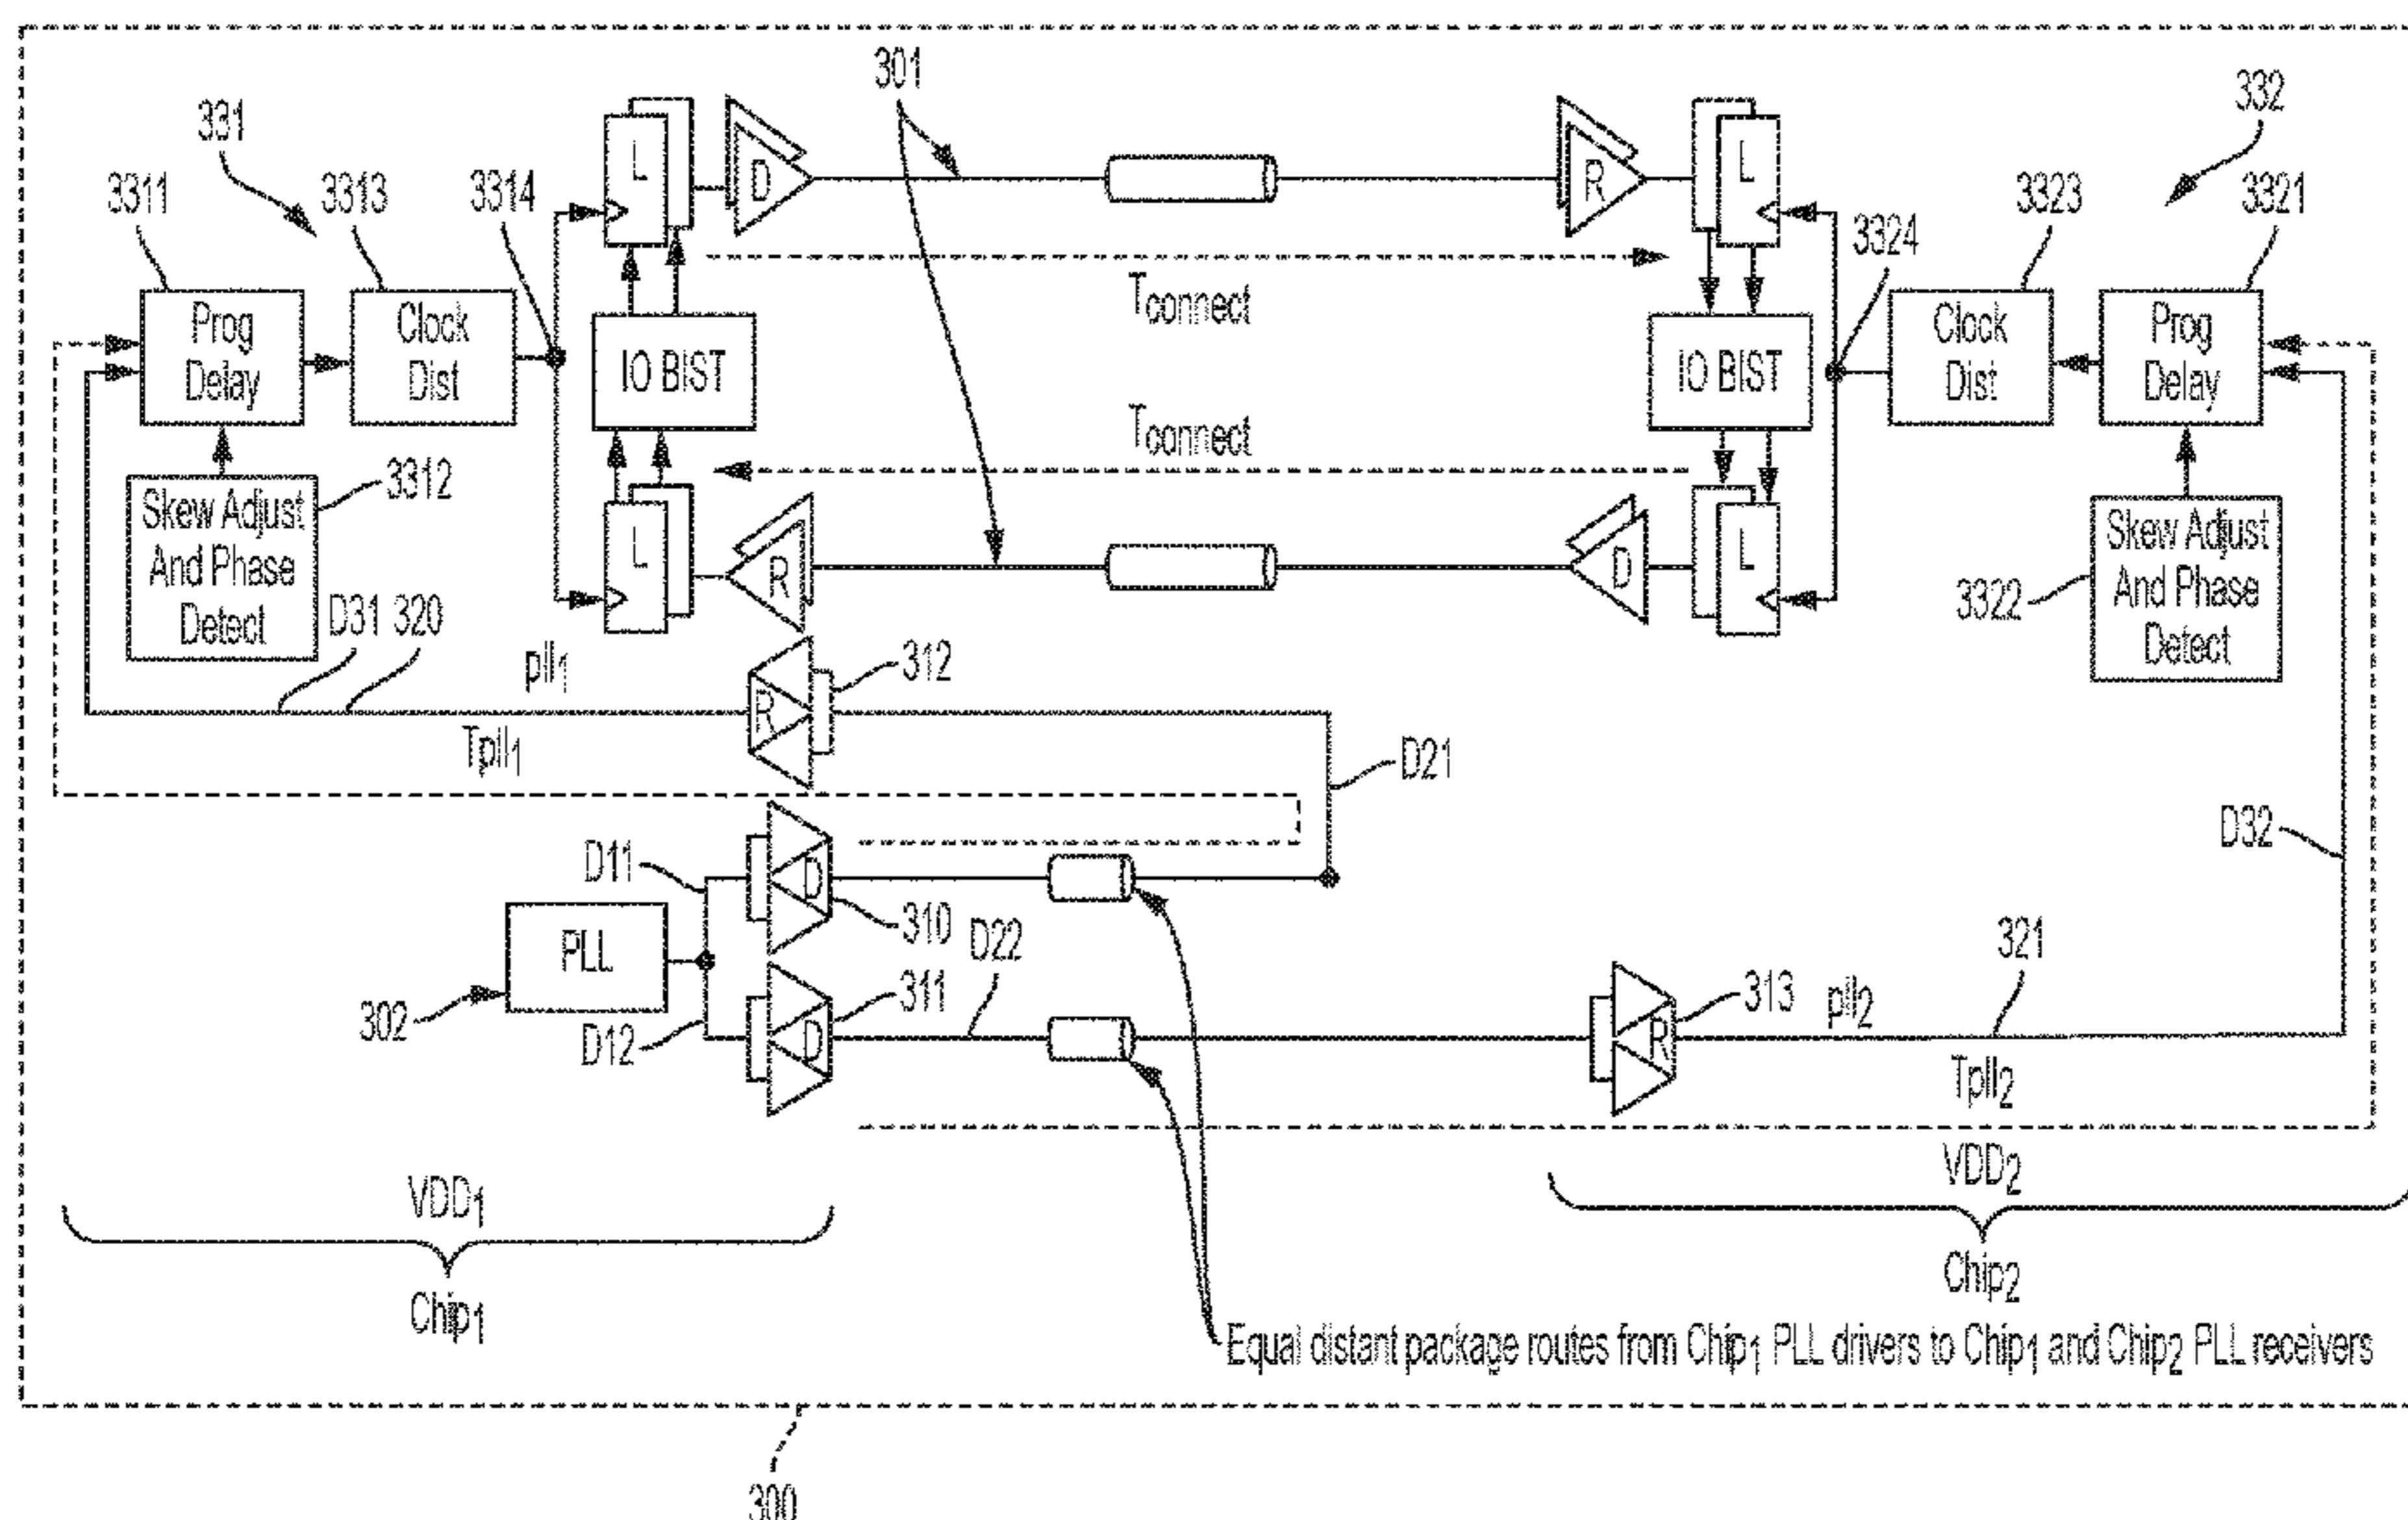 301
331
332
3311
3313
3314
L
D
R
L
3323
3321
3324
Prog
Delay
Clock
Dist
IO BIST
Tconnect
Tconnect
IO BIST
Clock
Dist
Prog
Delay
3312
Skew Adjust
And Phase
Detect
L
R
D
L
3322
Skew Adjust
And Phase
Detect
D31 320
pll1
R
312
Tpll1
D21
D11
D
310
D32
PLL
302
D12
D
311
D22
R
313
pll2
321
Tpll2
VDD1
VDD2
Chip1
Chip2
Equal distant package routes from Chip1 PLL drivers to Chip1 and Chip2 PLL receivers
300